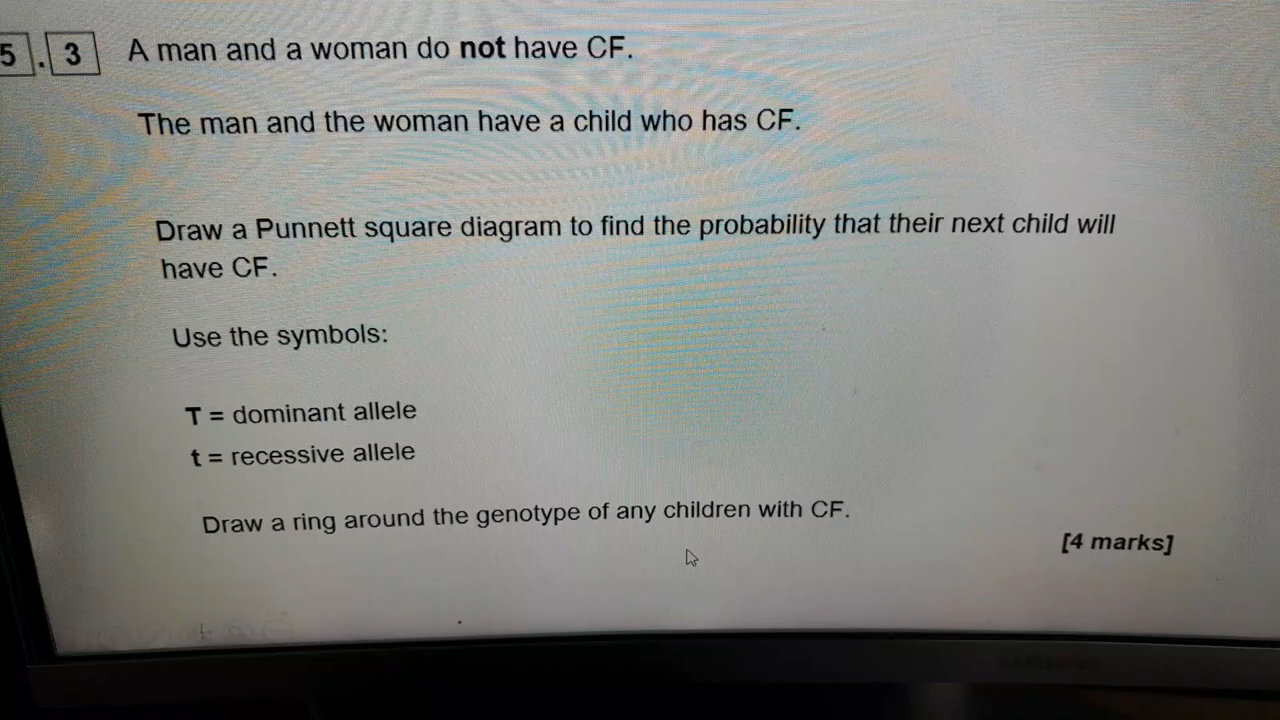 5 . 3 A man and a woman do not have CF.
The man and the woman have a child who has CF.
Draw a Punnett square diagram to find the probability that their next child will
have CF.
Use the symbols:
T = dominant allele
t = recessive allele
Draw a ring around the genotype of any children with CF.
[4 marks]
SAMSUNG